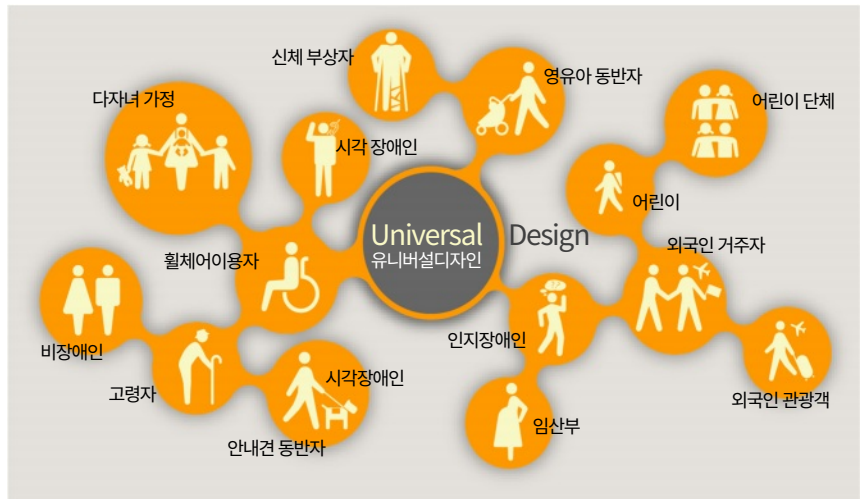 신체 부상자
영유아 동반자
다자녀 가정
어린이 단체
시각 장애인
어린이
Universal Design
유니버설디자인
휠체어이용자
외국인 거주자
비장애인
인지장애인
고령자
시각장애인
안내견 동반자
임산부
외국인 관광객